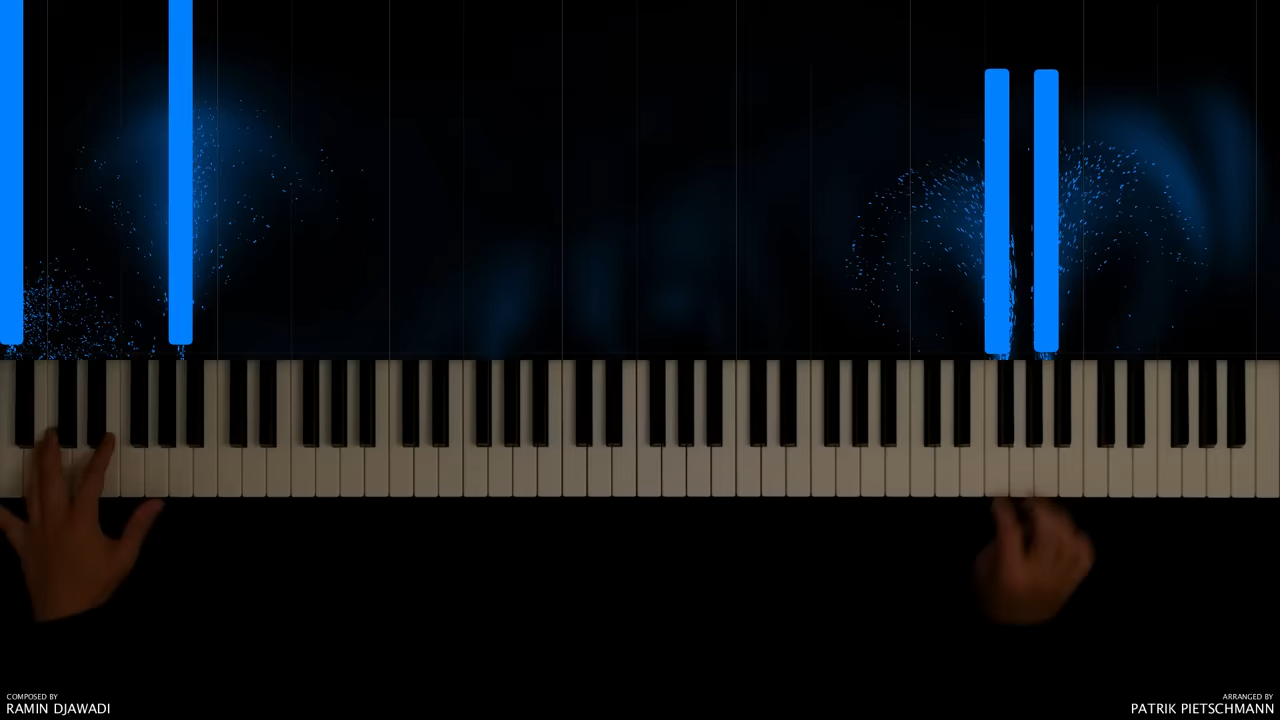 COMPOSED BY
RAMIN DJAWADI
ARRANGED BY
PATRIK PIETSCHMANN